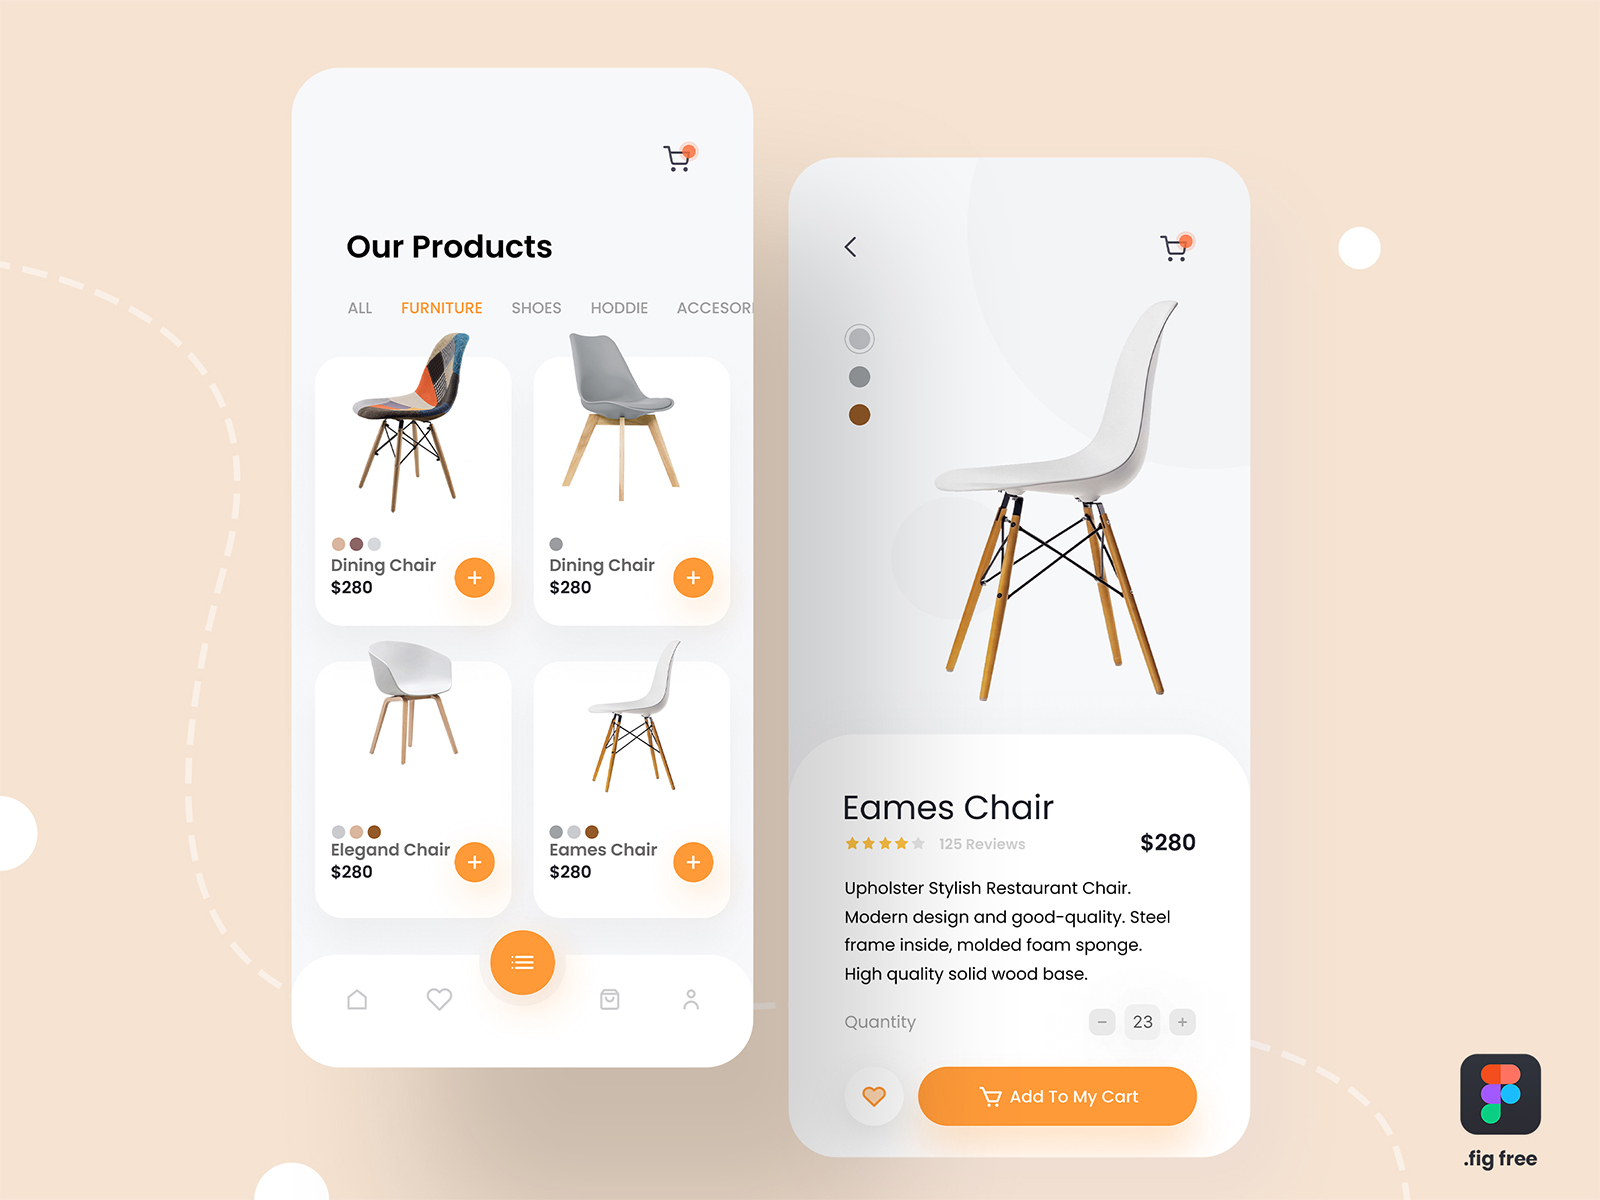 Our Products
ALL FURNITURE SHOES HODDIE ACCESORI
Dining Chair
$280
Dining Chair
$280
Elegand Chair
$280
Eames Chair
$280
Eames Chair
125 Reviews
$280
Upholster Stylish Restaurant Chair.
Modern design and good-quality. Steel
frame inside, molded foam sponge.
High quality solid wood base.
Quantity
− 23 +
Add To My Cart
.fig free